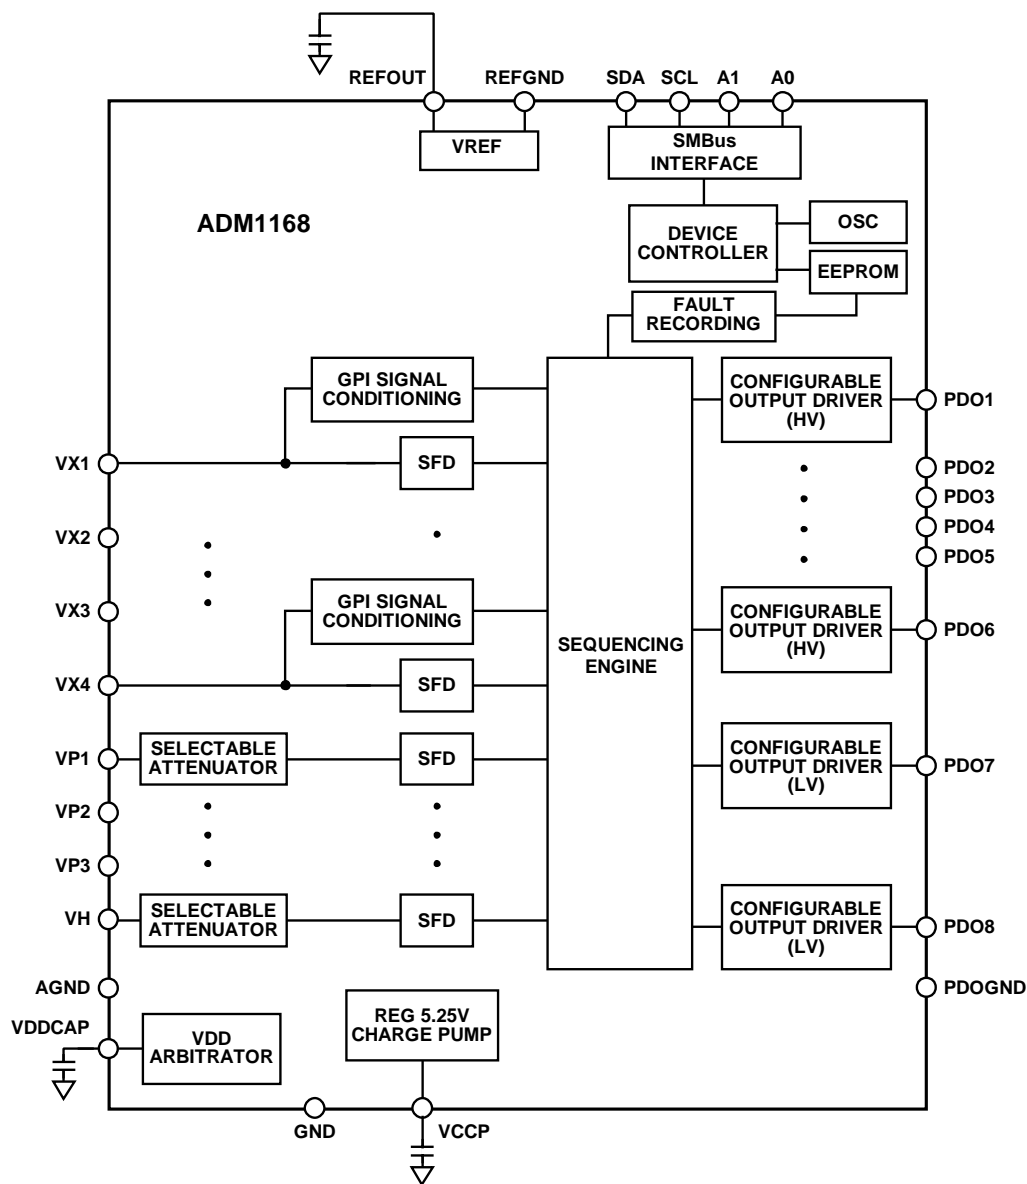 REFOUT
REFGND
SDA
SCL
A1
A0
VREF
SMBus
INTERFACE
ADM1168
DEVICE
CONTROLLER
OSC
EEPROM
FAULT
RECORDING
GPI SIGNAL
CONDITIONING
CONFIGURABLE
OUTPUT DRIVER
(HV)
PDO1
VX1
SFD
PDO2
PDO3
PDO4
PDO5
VX2
VX3
GPI SIGNAL
CONDITIONING
SEQUENCING
ENGINE
CONFIGURABLE
OUTPUT DRIVER
(HV)
PDO6
VX4
SFD
VP1
SELECTABLE
ATTENUATOR
SFD
CONFIGURABLE
OUTPUT DRIVER
(LV)
PDO7
VP2
VP3
VH
SELECTABLE
ATTENUATOR
SFD
CONFIGURABLE
OUTPUT DRIVER
(LV)
PDO8
AGND
PDOGND
VDDCAP
VDD
ARBITRATOR
REG 5.25V
CHARGE PUMP
GND
VCCP